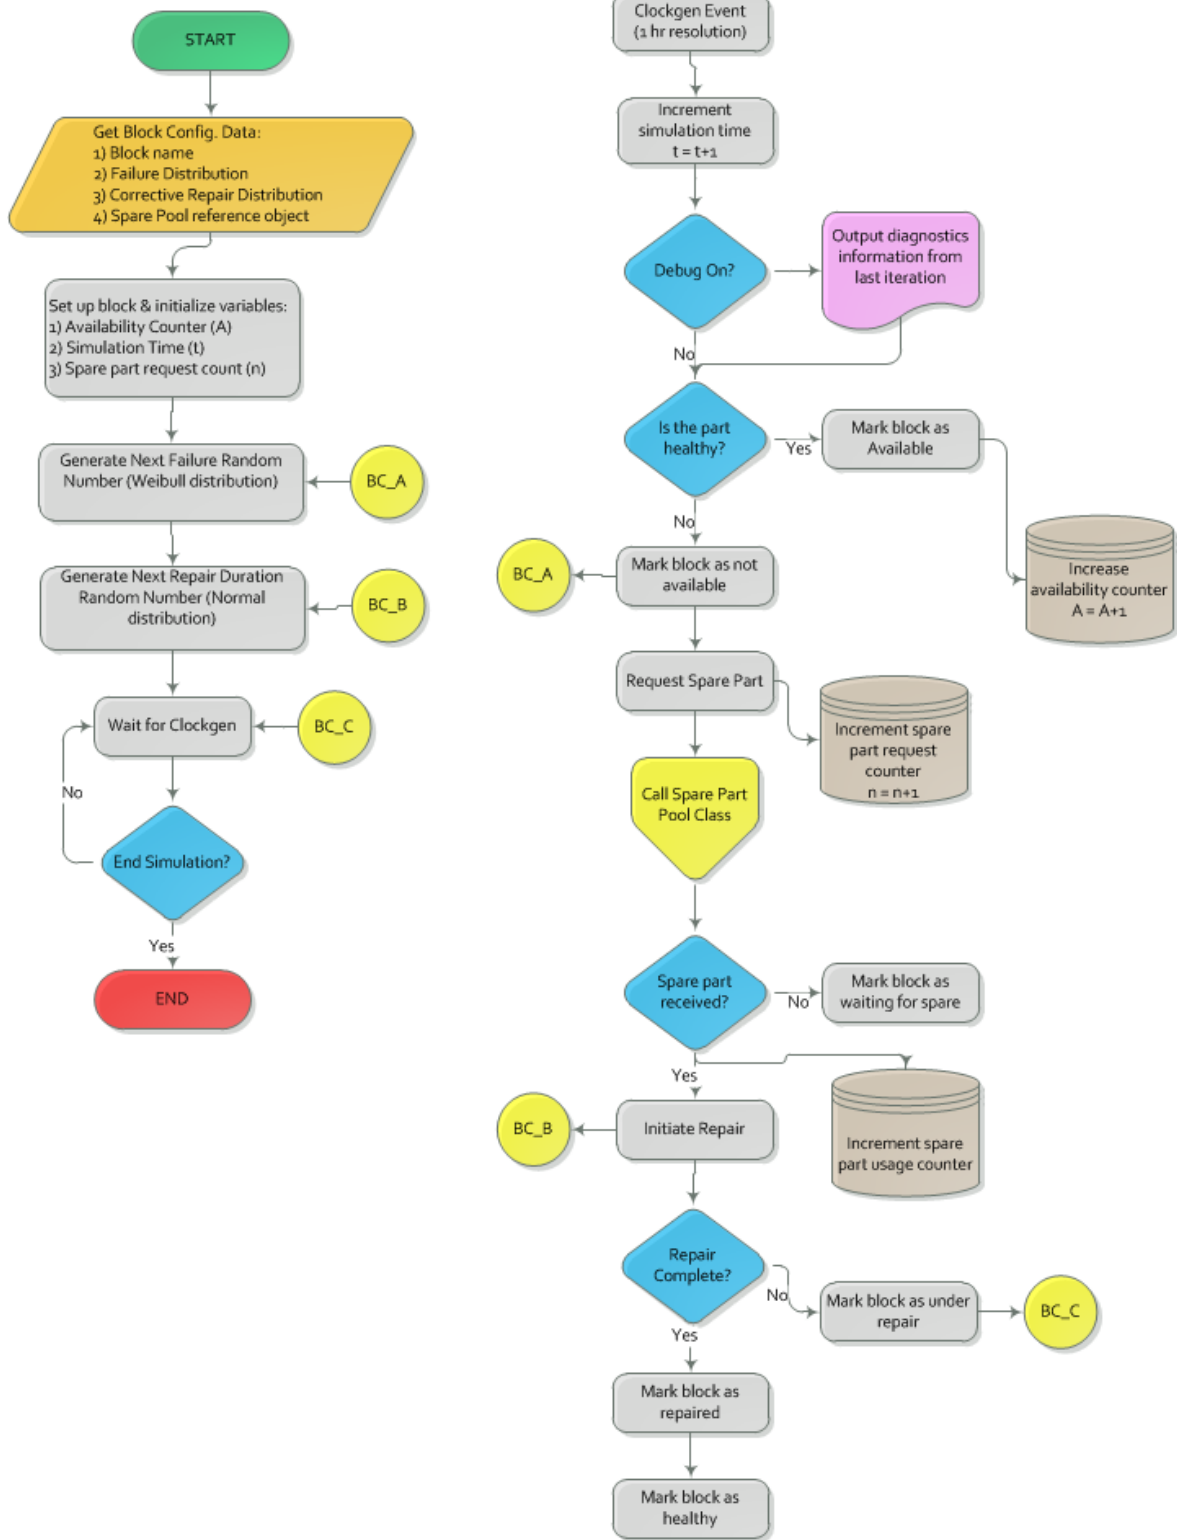 START
Get Block Config. Data:
1) Block name
2) Failure Distribution
3) Corrective Repair Distribution
4) Spare Pool reference object
Set up block & initialize variables:
1) Availability Counter (A)
2) Simulation Time (t)
3) Spare part request count (n)
Generate Next Failure Random
Number (Weibull distribution)
BC_A
Generate Next Repair Duration
Random Number (Normal
distribution)
BC_B
Wait for Clockgen
BC_C
No
End Simulation?
Yes
END
Clockgen Event
(1 hr resolution)
Increment
simulation time
t = t+1
Debug On?
Output diagnostics
information from
last iteration
No
Is the part
healthy?
Yes
Mark block as
Available
Increase
availability counter
A = A+1
No
BC_A
Mark block as not
available
Request Spare Part
Increment spare
part request
counter
n = n+1
Call Spare Part
Pool Class
Spare part
received?
No
Mark block as
waiting for spare
Yes
Increment spare
part usage counter
BC_B
Initiate Repair
Repair
Complete?
No
Mark block as under
repair
BC_C
Yes
Mark block as
repaired
Mark block as
healthy